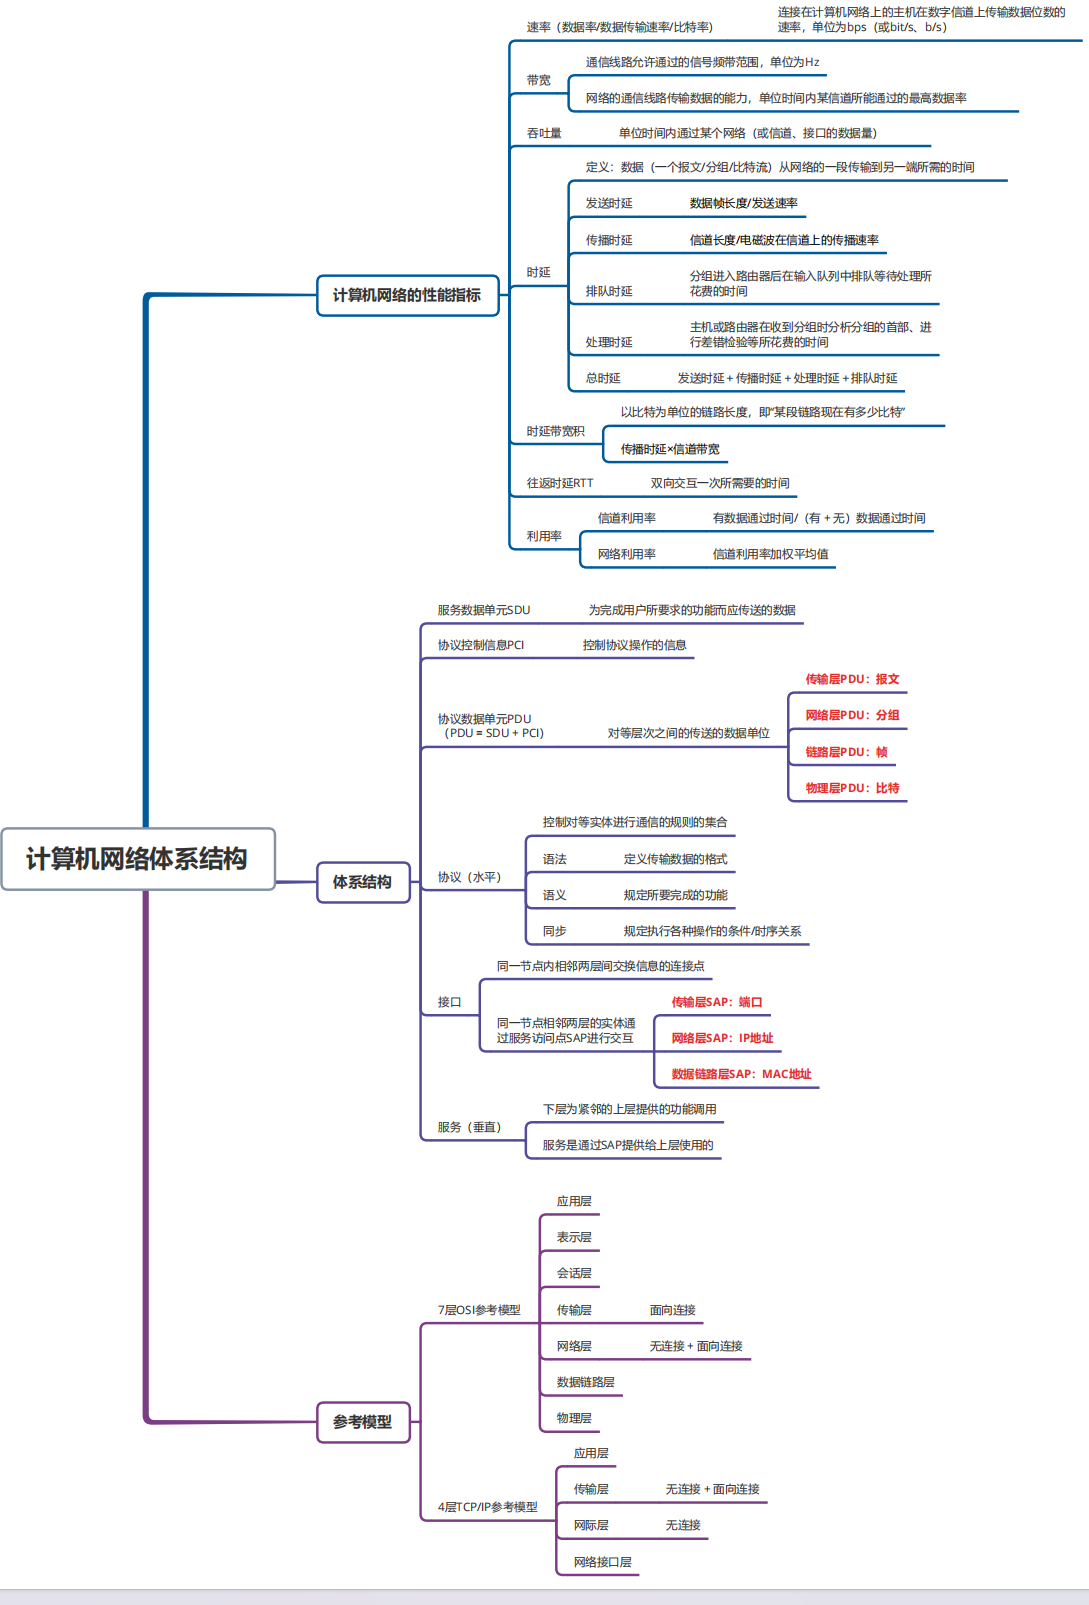 计算机网络体系结构
计算机网络的性能指标
速率（数据率/数据传输速率/比特率）
连接在计算机网络上的主机在数字信道上传输数据位数的
速率，单位为bps（或bit/s、b/s）
带宽
通信线路允许通过的信号频带范围，单位为Hz
网络的通信线路传输数据的能力，单位时间内某信道所能通过的最高数据率
吞吐量
单位时间内通过某个网络（或信道、接口的数据量）
时延
定义：数据（一个报文/分组/比特流）从网络的一段传输到另一端所需的时间
发送时延
数据帧长度/发送速率
传播时延
信道长度/电磁波在信道上的传播速率
排队时延
分组进入路由器后在输入队列中排队等待处理所
花费的时间
处理时延
主机或路由器在收到分组时分析分组的首部、进
行差错检验等所花费的时间
总时延
发送时延 + 传播时延 + 处理时延 + 排队时延
时延带宽积
以比特为单位的链路长度，即“某段链路现在有多少比特”
传播时延×信道带宽
往返时延RTT
双向交互一次所需要的时间
利用率
信道利用率
有数据通过时间/（有 + 无）数据通过时间
网络利用率
信道利用率加权平均值
体系结构
服务数据单元SDU
为完成用户所要求的功能而应传送的数据
协议控制信息PCI
控制协议操作的信息
协议数据单元PDU
（PDU = SDU + PCI）
对等层次之间的传送的数据单位
传输层PDU：报文
网络层PDU：分组
链路层PDU：帧
物理层PDU：比特
协议（水平）
控制对等实体进行通信的规则的集合
语法
定义传输数据的格式
语义
规定所要完成的功能
同步
规定执行各种操作的条件/时序关系
接口
同一节点内相邻两层间交换信息的连接点
同一节点相邻两层的实体通
过服务访问点SAP进行交互
传输层SAP：端口
网络层SAP：IP地址
数据链路层SAP：MAC地址
服务（垂直）
下层为紧邻的上层提供的功能调用
服务是通过SAP提供给上层使用的
参考模型
7层OSI参考模型
应用层
表示层
会话层
传输层
面向连接
网络层
无连接 + 面向连接
数据链路层
物理层
4层TCP/IP参考模型
应用层
传输层
无连接 + 面向连接
网际层
无连接
网络接口层